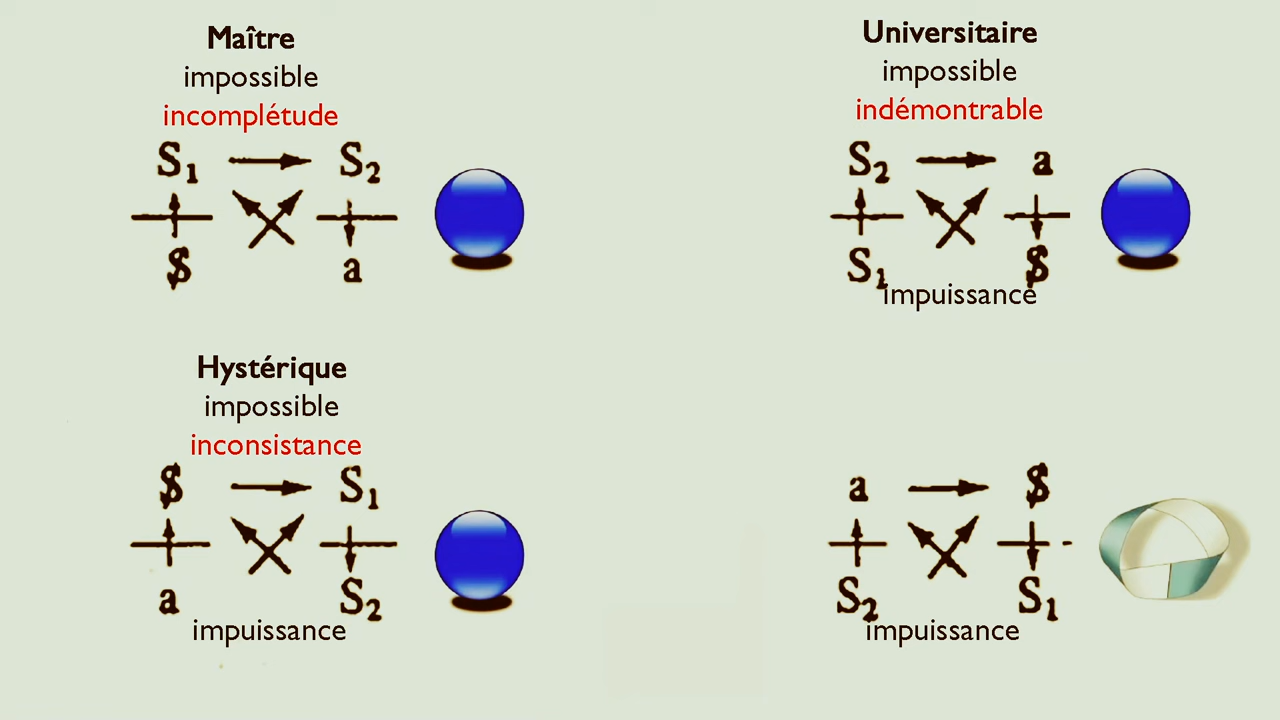 Maître
impossible
incomplétude
S₁ → S₂
$ a
Universitaire
impossible
indémontrable
S₂ → a
S₁ $
impuissance
Hystérique
impossible
inconsistance
$ → S₁
a S₂
impuissance
a → $
S₂ S₁
impuissance